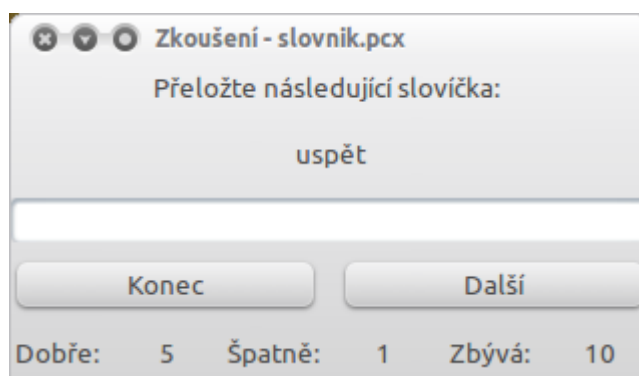 Zkoušení - slovnik.pcx
Přeložte následující slovíčka:
uspět
Konec Další
Dobře: 5 Špatně: 1 Zbývá: 10